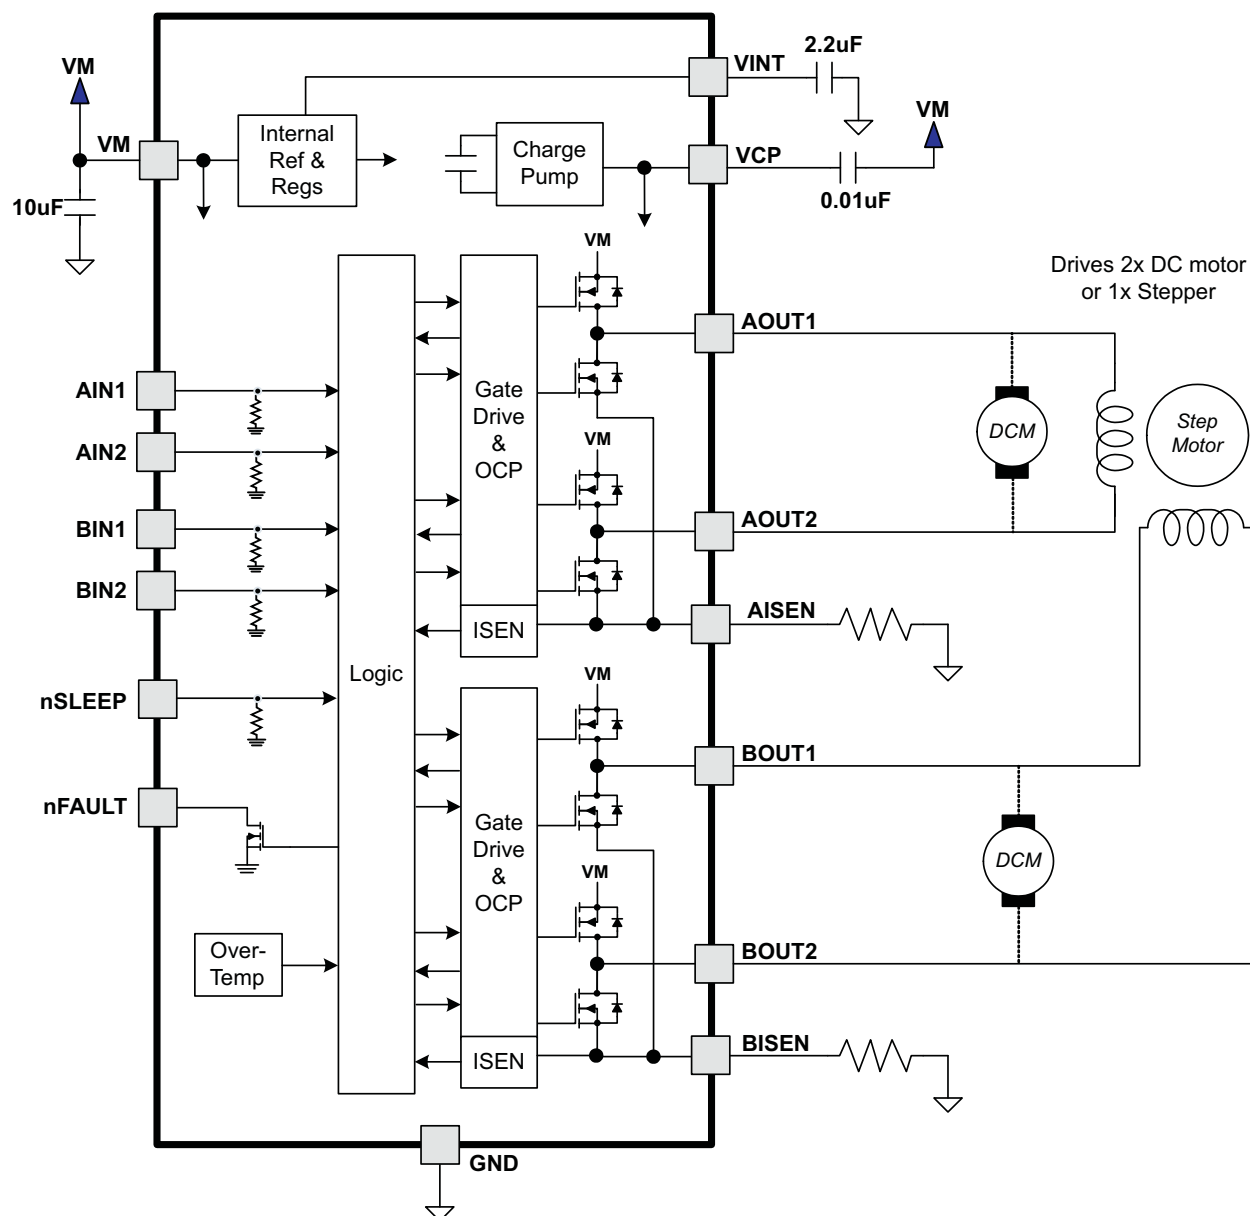 2.2uF
VINT
VM
VM
VM
Internal
Ref &
Regs
Charge
Pump
VCP
10uF
0.01uF
VM
Drives 2x DC motor
or 1x Stepper
AOUT1
AIN1
Gate
Drive
&
OCP
DCM
Step
Motor
AIN2
VM
AOUT2
BIN1
BIN2
AISEN
ISEN
Logic
VM
nSLEEP
BOUT1
nFAULT
Gate
Drive
&
OCP
DCM
VM
Over-
Temp
BOUT2
BISEN
ISEN
GND